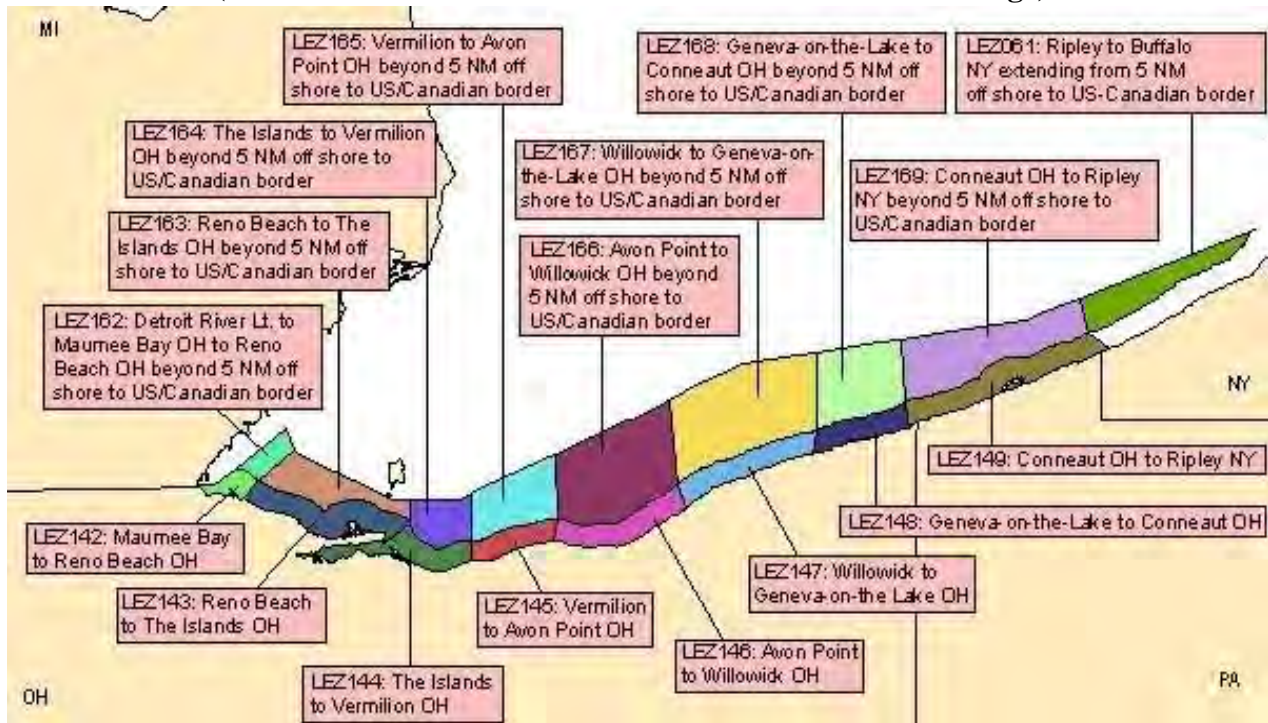 MI
LEZ165: Vermilion to Avon
Point OH beyond 5 NM off
shore to US/Canadian border
LEZ168: Geneva-on-the-Lake to
Conneaut OH beyond 5 NM off
shore to US/Canadian border
LEZ061: Ripley to Buffalo
NY extending from 5 NM
off shore to US-Canadian border
LEZ164: The Islands to Vermilion
OH beyond 5 NM off shore to
US/Canadian border
LEZ167: Willowick to Geneva-on-
the-Lake OH beyond 5 NM off
shore to US/Canadian border
LEZ169: Conneaut OH to Ripley
NY beyond 5 NM off shore to
US/Canadian border
LEZ163: Reno Beach to The
Islands OH beyond 5 NM off
shore to US/Canadian border
LEZ166: Avon Point to
Willowick OH beyond
5 NM off shore to
US/Canadian border
LEZ162: Detroit River Lt. to
Maumee Bay OH to Reno
Beach OH beyond 5 NM off
shore to US/Canadian border
NY
LEZ149: Conneaut OH to Ripley NY
LEZ142: Maumee Bay
to Reno Beach OH
LEZ148: Geneva-on-the-Lake to Conneaut OH
LEZ147: Willowick to
Geneva-on-the Lake OH
LEZ143: Reno Beach
to The Islands OH
LEZ145: Vermilion
to Avon Point OH
LEZ146: Avon Point
to Willowick OH
LEZ144: The Islands
to Vermilion OH
OH
PA